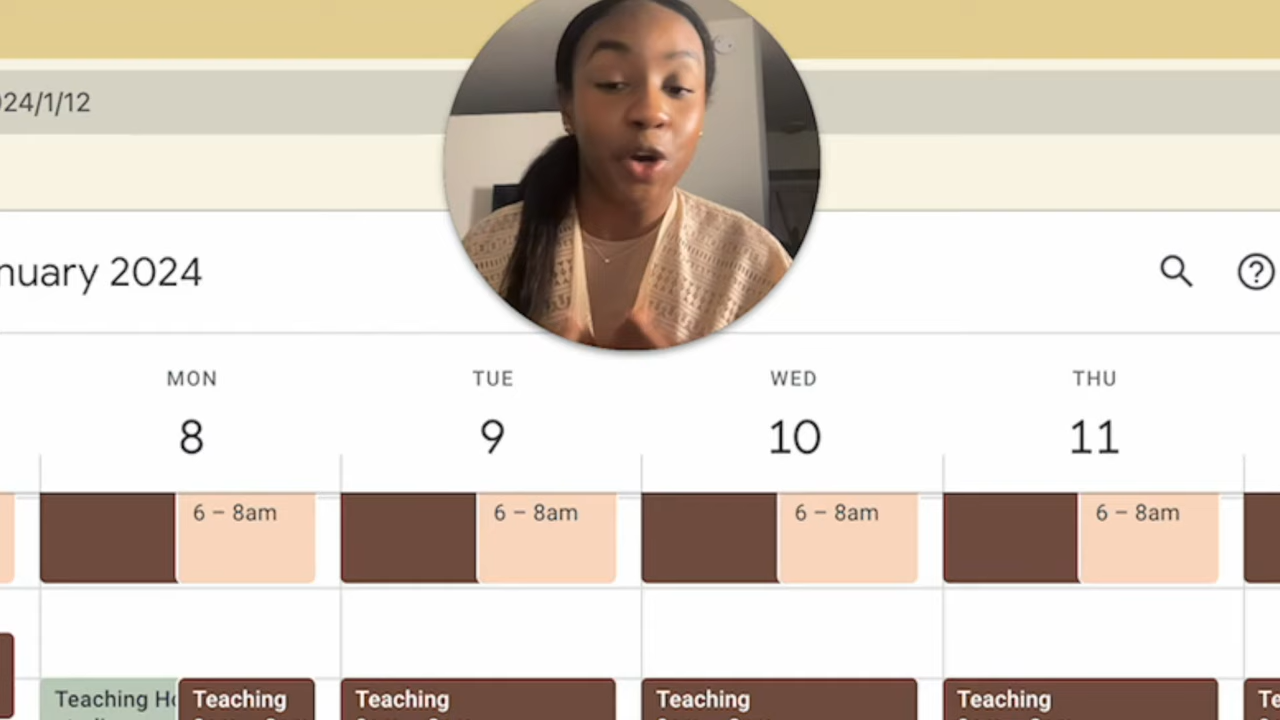 024/1/12
nuary 2024
MON TUE WED THU
8 9 10 11
6 – 8am 6 – 8am 6 – 8am 6 – 8am
Teaching Teaching Teaching Teaching Teaching